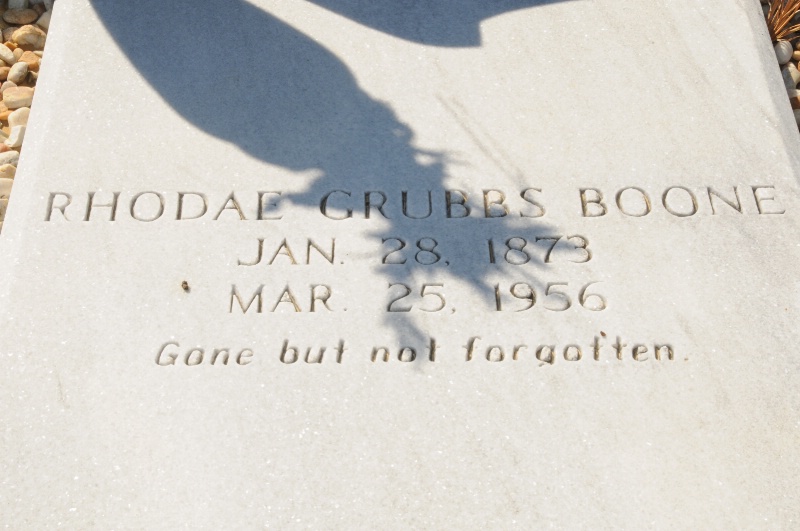 RHODAE GRUBBS BOONE
JAN. 28, 1873
MAR. 25, 1956
Gone but not forgotten.